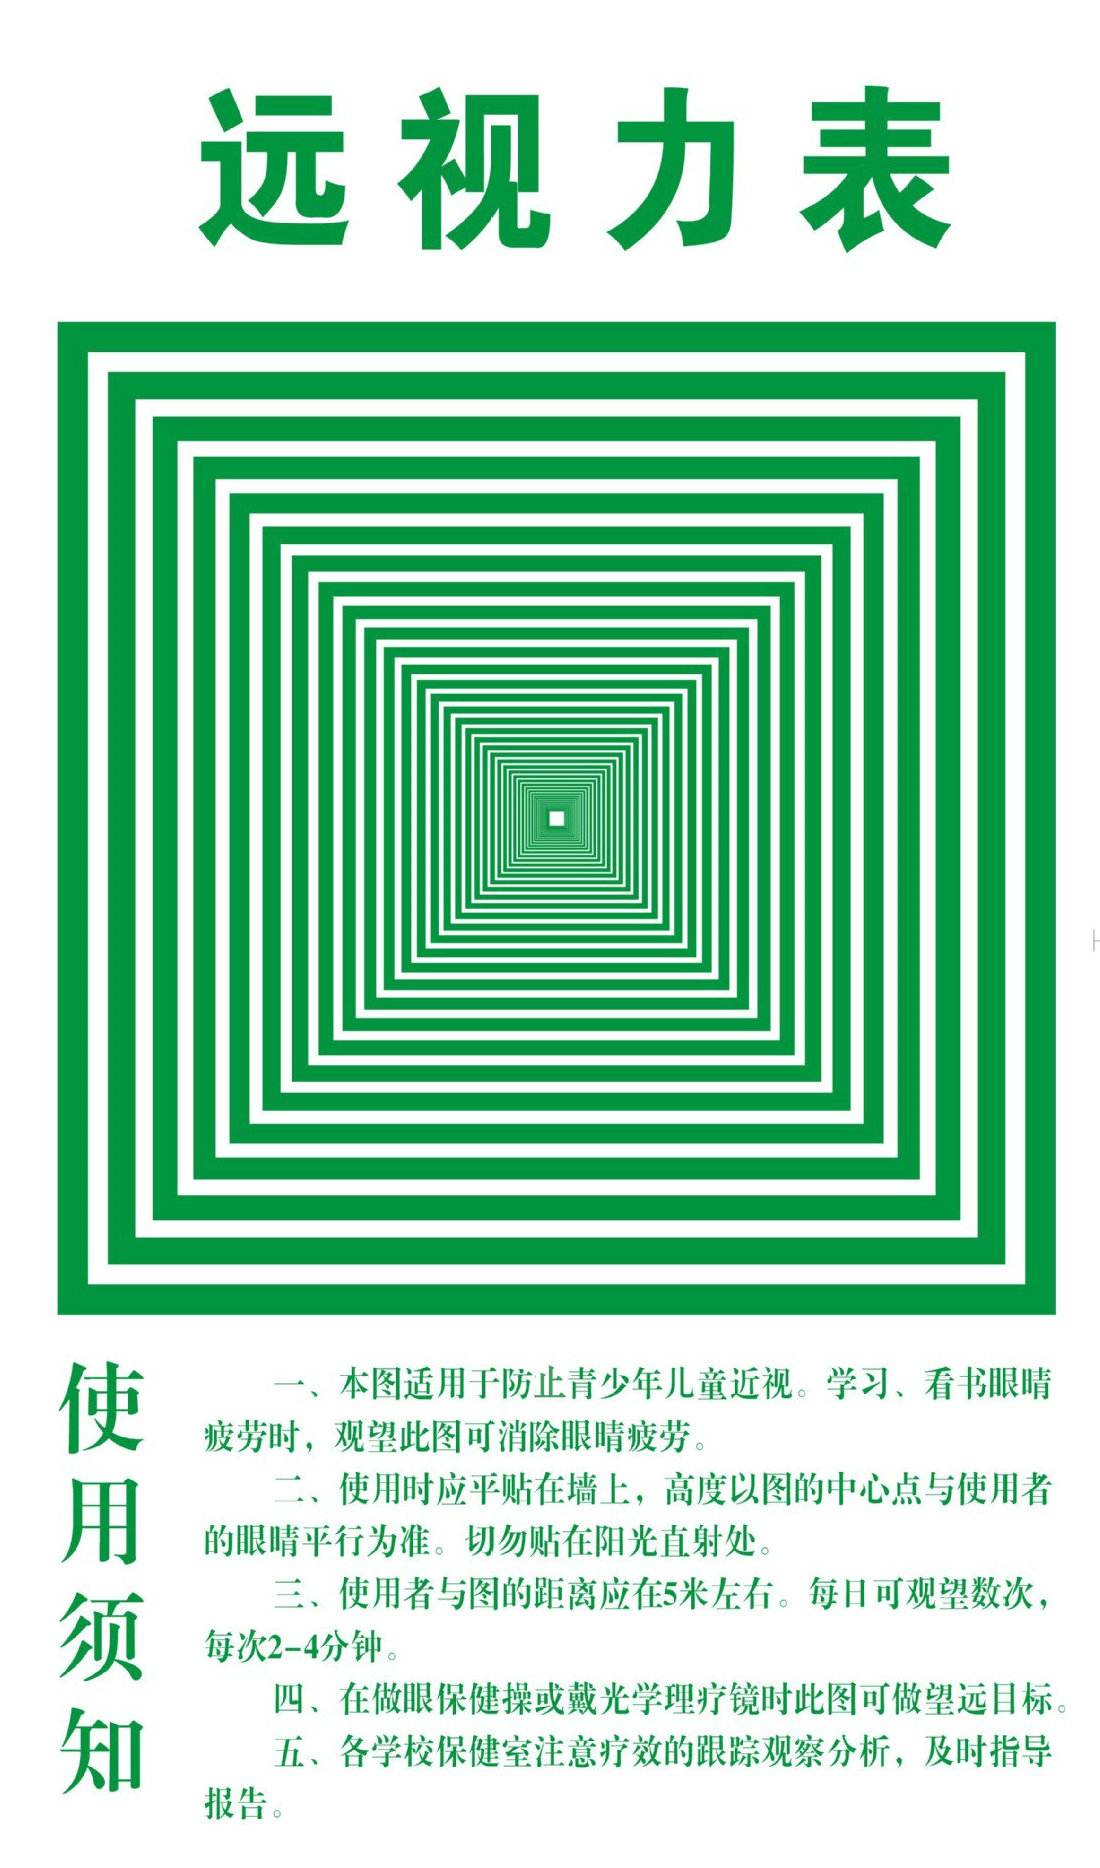 远视力表
使用须知
一、本图适用于防止青少年儿童近视。学习、看书眼睛
疲劳时，观望此图可消除眼睛疲劳。
二、使用时应平贴在墙上，高度以图的中心点与使用者
的眼睛平行为准。切勿贴在阳光直射处。
三、使用者与图的距离应在5米左右。每日可观望数次，
每次2-4分钟。
四、在做眼保健操或戴光学理疗镜时此图可做望远目标。
五、各学校保健室注意疗效的跟踪观察分析，及时指导
报告。